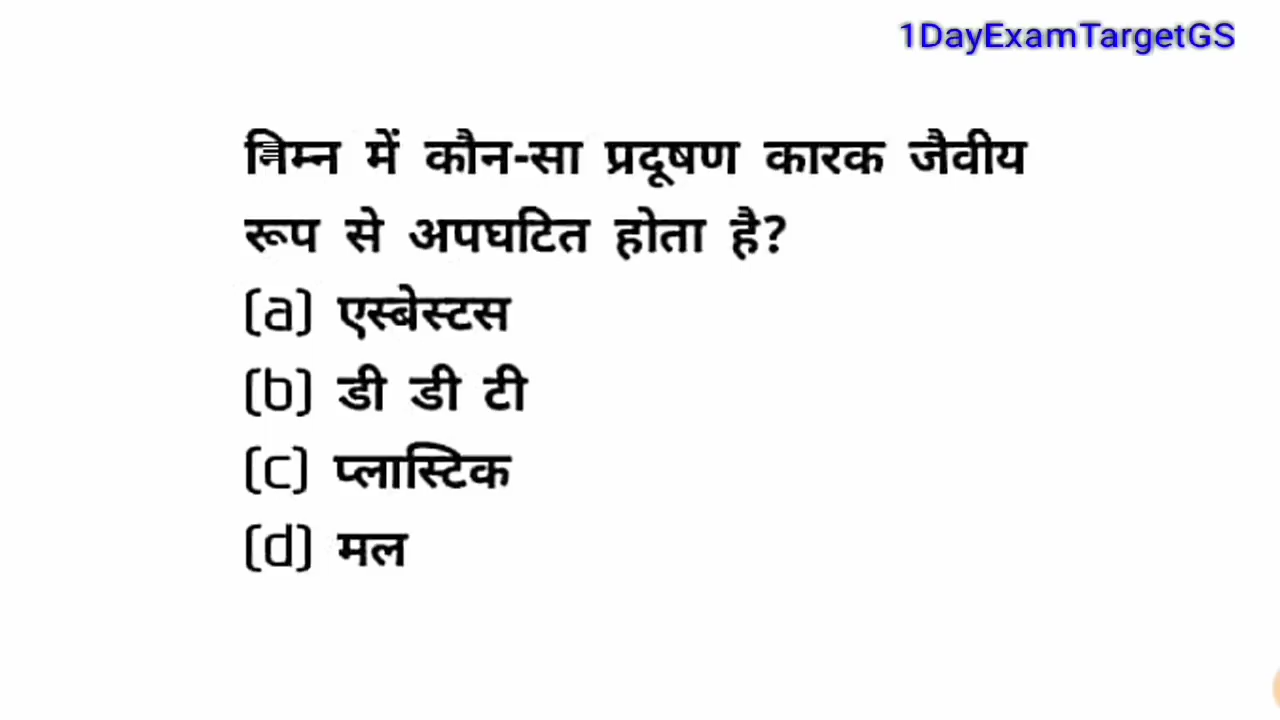 1DayExamTargetGS
निम्न में कौन-सा प्रदूषण कारक जैवीय
रूप से अपघटित होता है?
(a) एस्बेस्टस
(b) डी डी टी
(c) प्लास्टिक
(d) मल